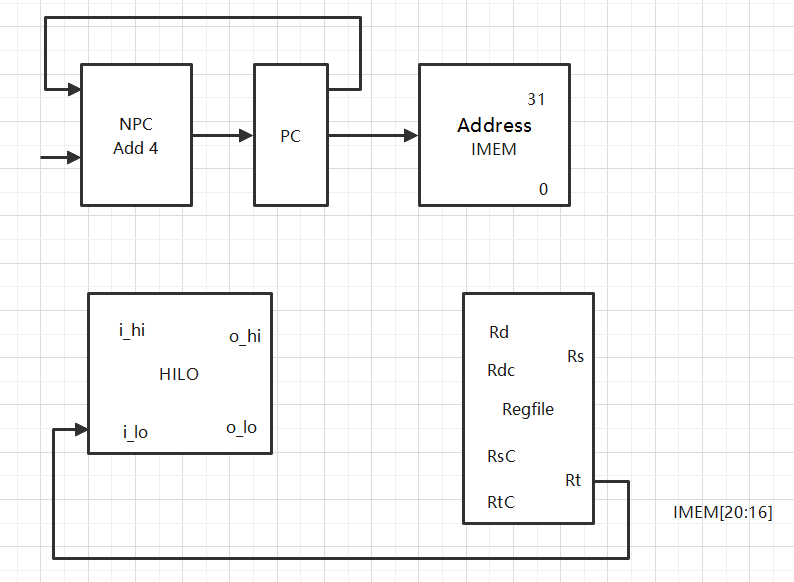 NPC
Add 4
PC
31
Address
IMEM
0
i_hi
o_hi
HILO
i_lo
o_lo
Rd
Rs
Rdc
Regfile
RsC
Rt
RtC
IMEM[20:16]